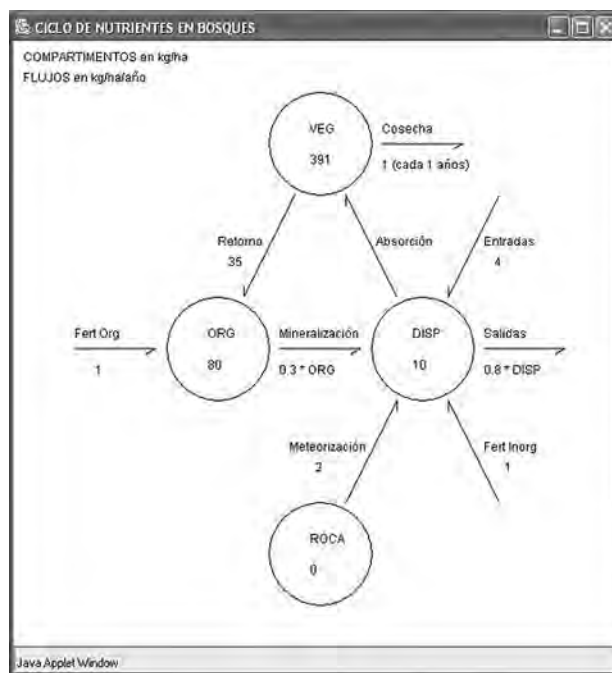 CICLO DE NUTRIENTES EN BOSQUES
COMPARTIMENTOS en kg/ha
FLUJOS en kg/ha/año
VEG
391
Cosecha
1 (cada 1 años)
Retorno
35
Absorción
Entradas
4
Fert Org
1
ORG
80
Mineralización
0.3 * ORG
DISP
10
Salidas
0.8 * DISP
Meteorización
2
Fert Inorg
1
ROCA
0
Java Applet Window